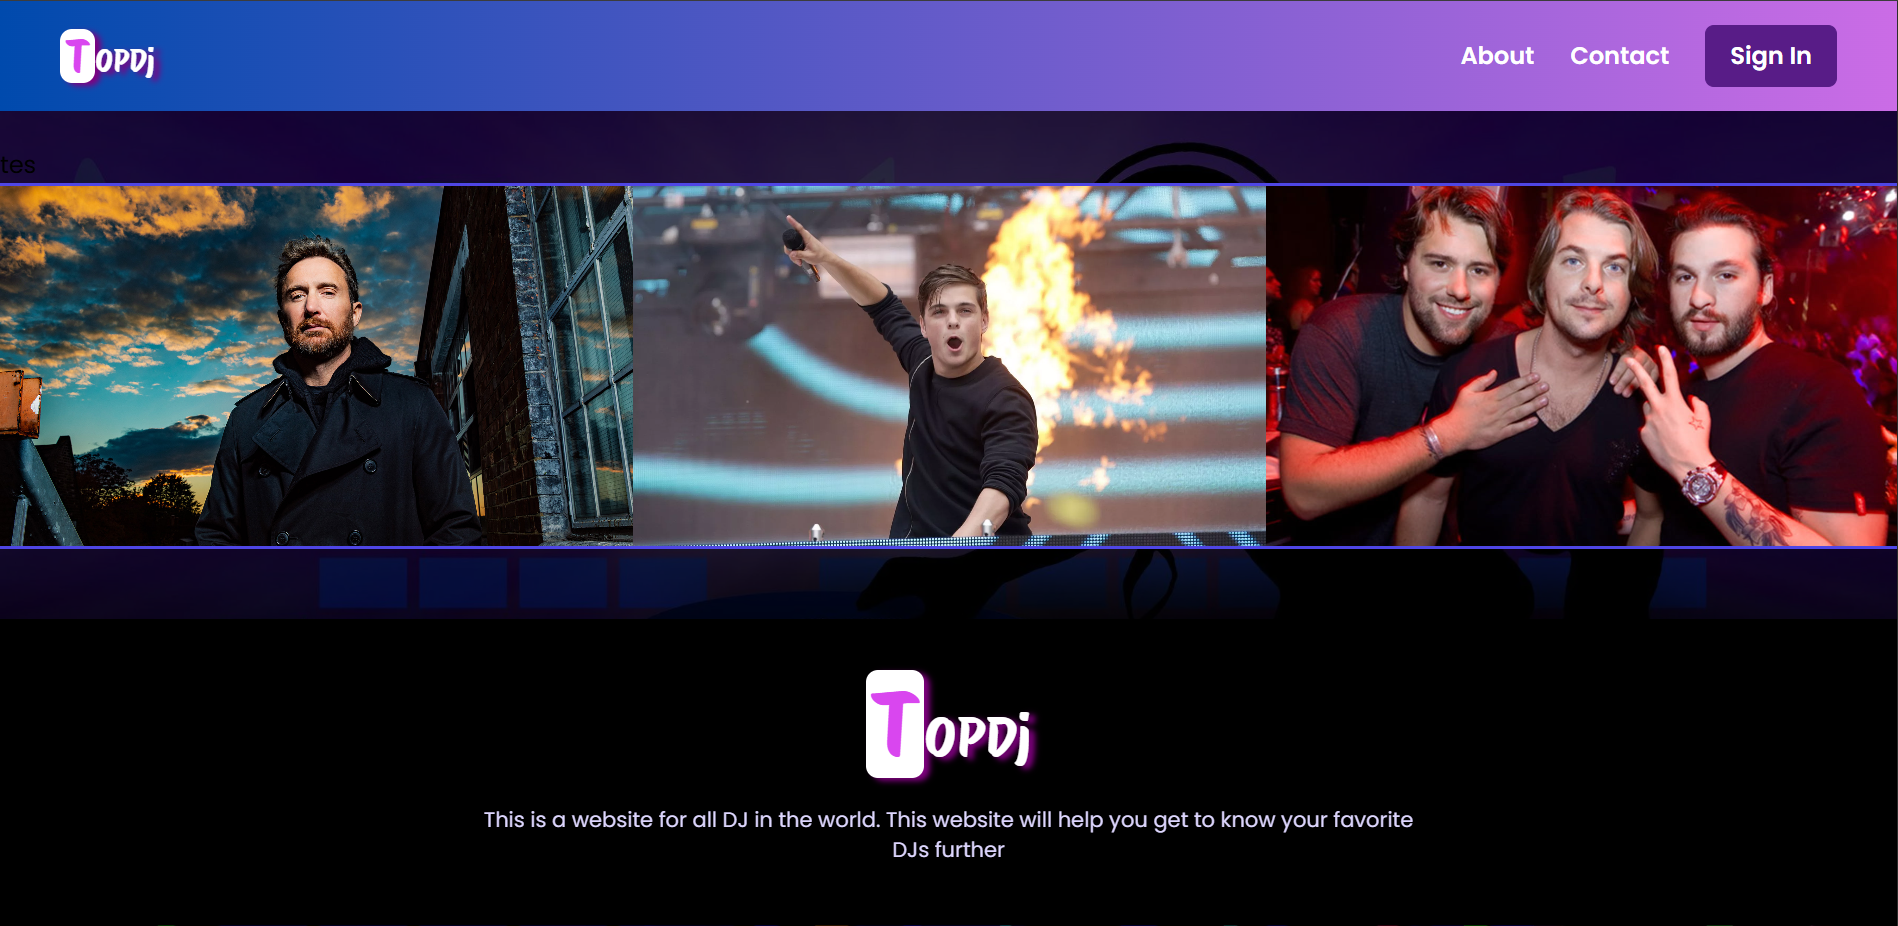 TOPDj
About
Contact
Sign In
tes
TOPDj
This is a website for all DJ in the world. This website will help you get to know your favorite
DJs further